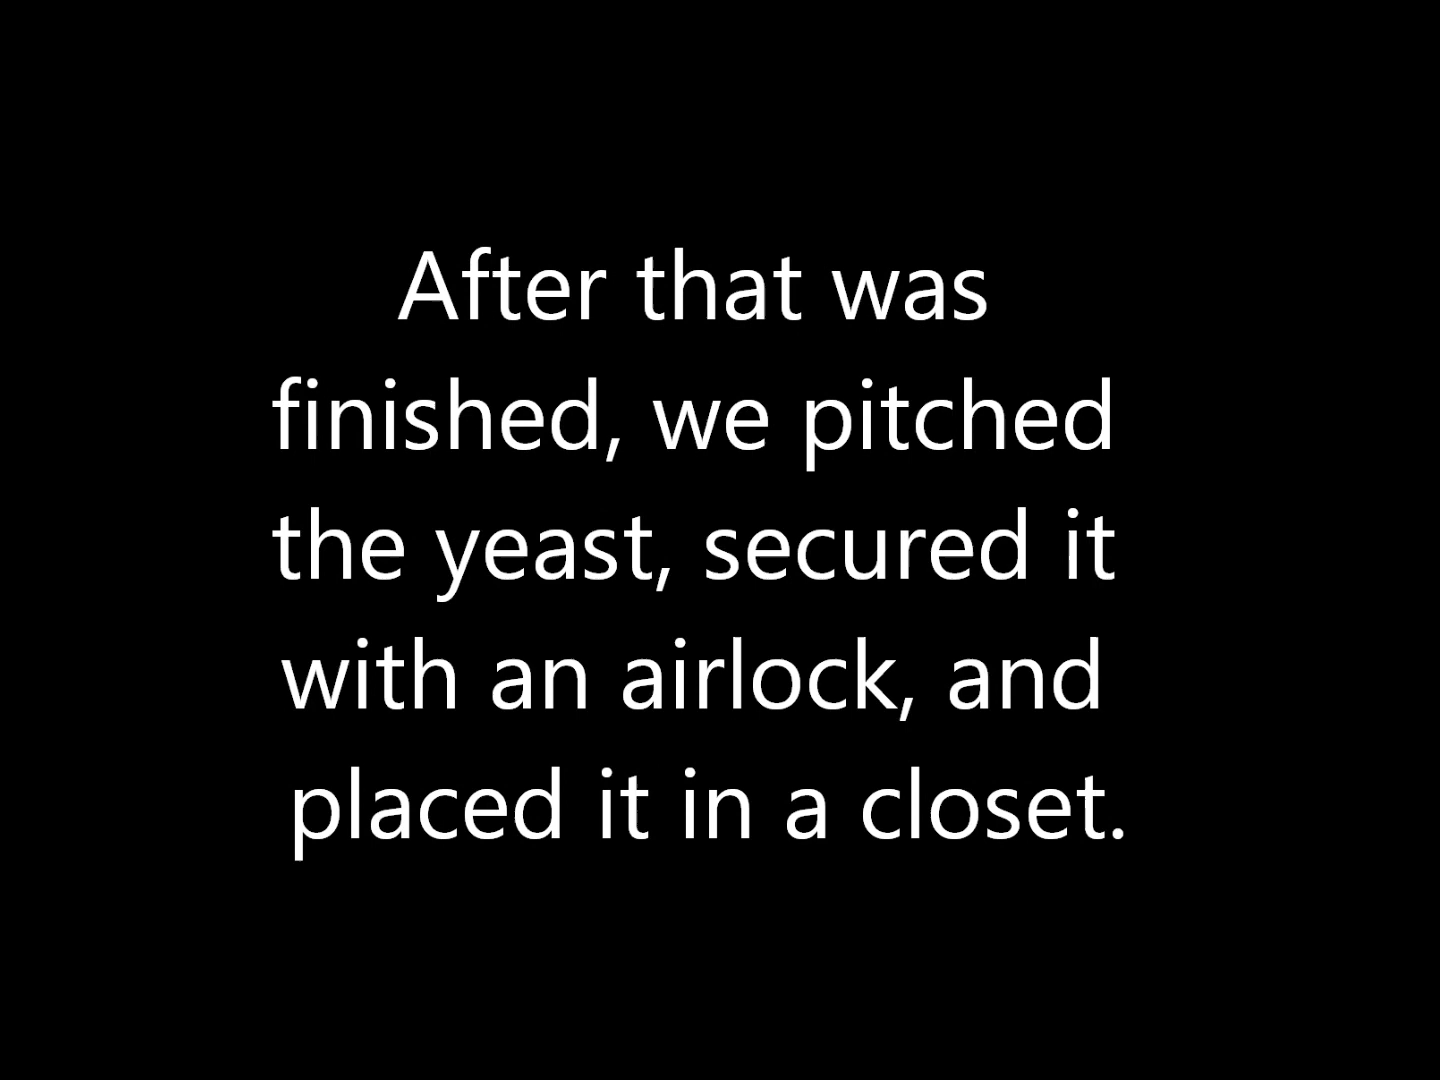 After that was
finished, we pitched
the yeast, secured it
with an airlock, and
placed it in a closet.